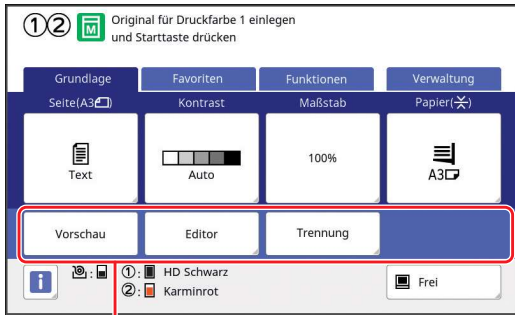 ①② M Original für Druckfarbe 1 einlegen
und Starttaste drücken
Grundlage Favoriten Funktionen Verwaltung
Seite(A3) Kontrast Maßstab Papier()
100%
Text Auto A3
Vorschau Editor Trennung
i : ①: HD Schwarz
②: Karminrot
Frei